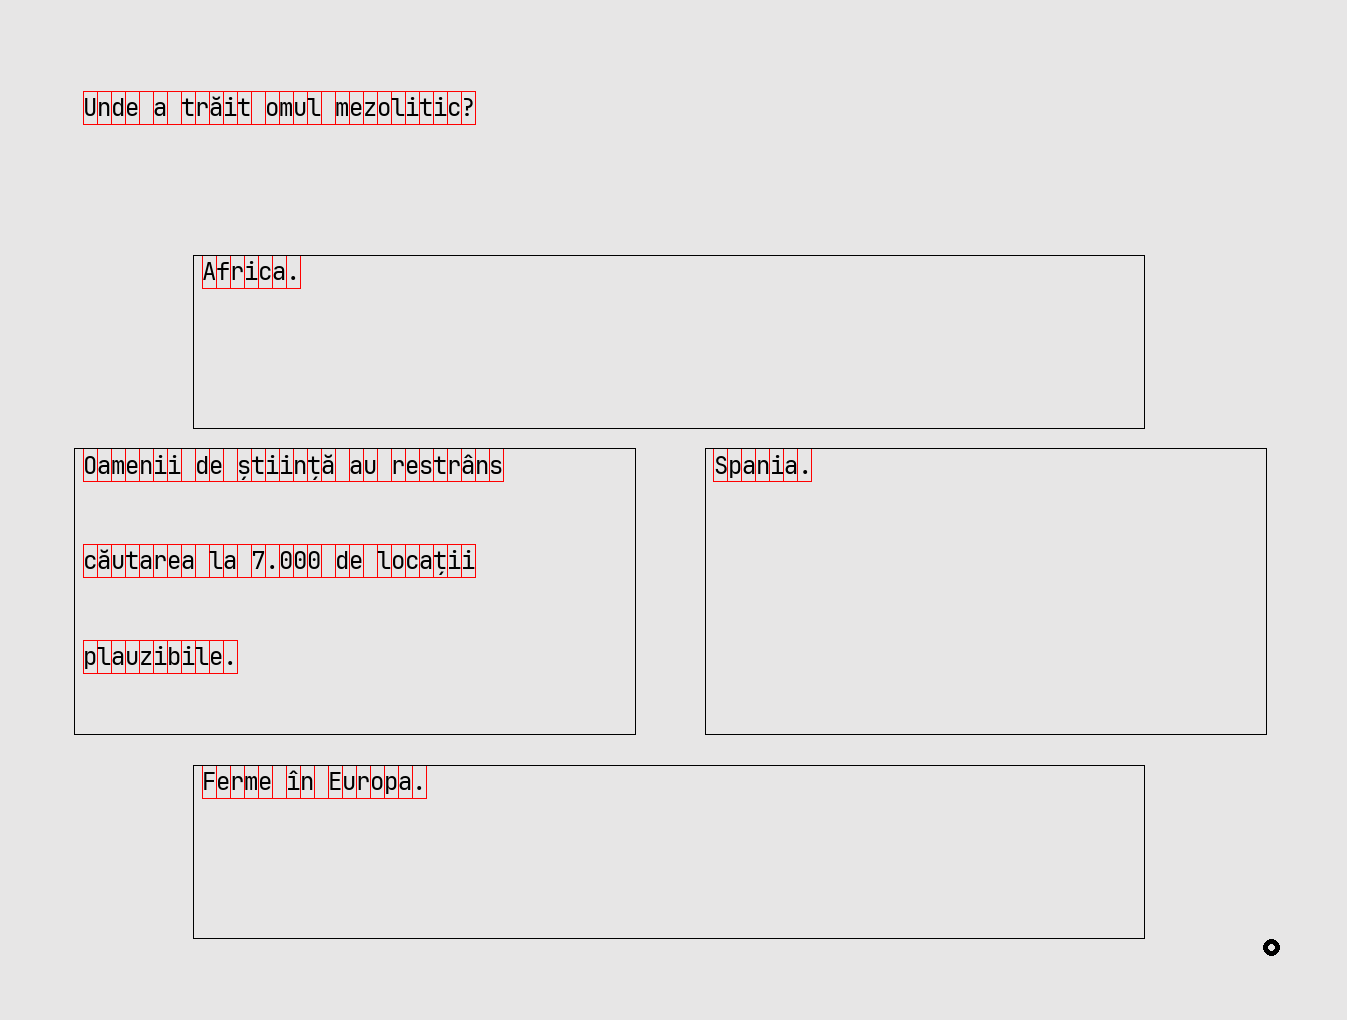 Unde a trăit omul mezolitic?
Africa.
Oamenii de știință au restrâns
căutarea la 7.000 de locații
plauzibile.
Spania.
Ferme în Europa.